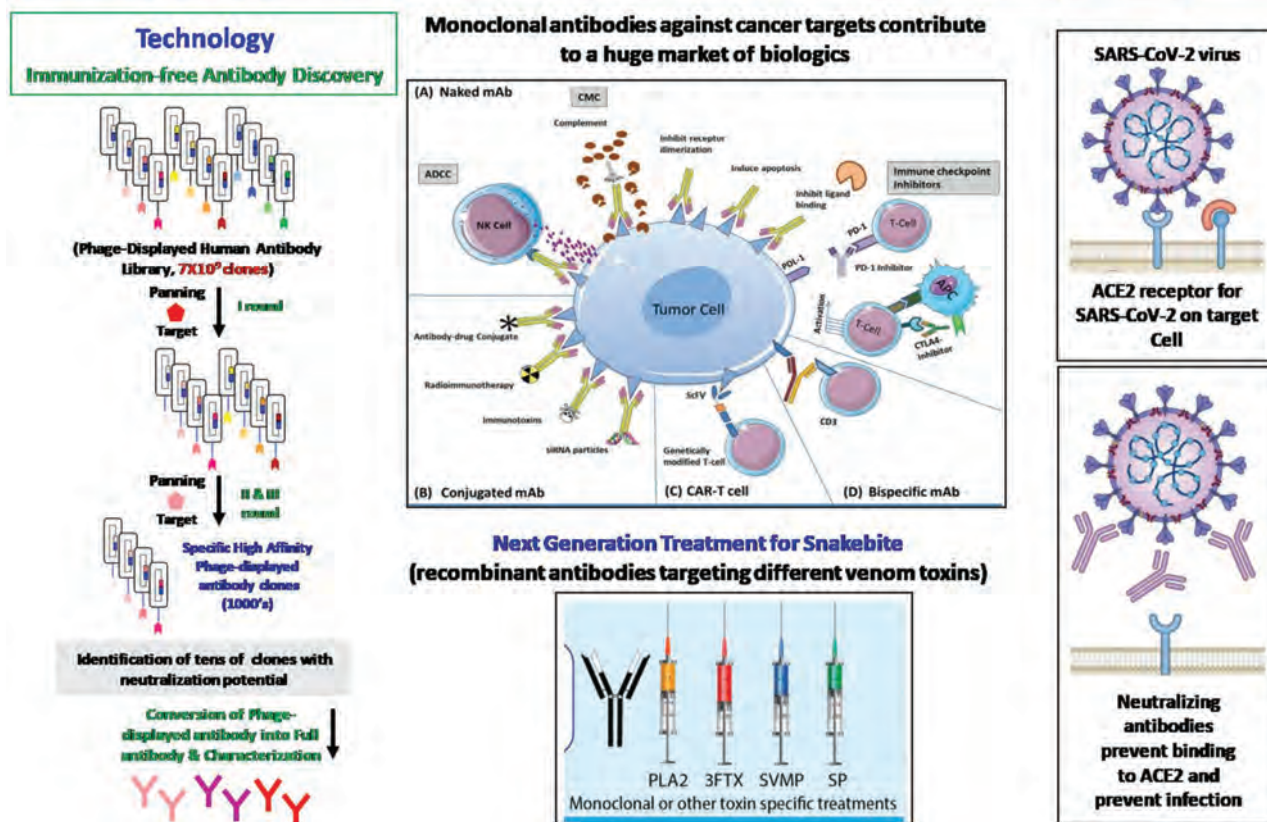 Technology
Immunization-free Antibody Discovery
(Phage-Displayed Human Antibody
Library, 7X10⁹ clones)
Panning
I round
Target
Panning
II & III
round
Target
Specific High Affinity
Phage-displayed
antibody clones
(1000's)
Identification of tens of clones with
neutralization potential
Conversion of Phage-
displayed antibody into Full
antibody & Characterization
Monoclonal antibodies against cancer targets contribute
to a huge market of biologics
(A) Naked mAb
CMC
Complement
Inhibit receptor
dimerization
Induce apoptosis
Inhibit ligand
binding
Immune checkpoint
Inhibitors
ADCC
NK Cell
T-Cell
PD-1
PDL-1
PD-1 Inhibitor
Tumor Cell
APC
Activation
T-Cell
CTLA4-
Inhibitor
Antibody-drug Conjugate
Radioimmunotherapy
Immunotoxins
siRNA particles
ScFV
CD3
Genetically
modified T-cell
(B) Conjugated mAb
(C) CAR-T cell
(D) Bispecific mAb
Next Generation Treatment for Snakebite
(recombinant antibodies targeting different venom toxins)
PLA2
3FTX
SVMP
SP
Monoclonal or other toxin specific treatments
SARS-CoV-2 virus
ACE2 receptor for
SARS-CoV-2 on target
Cell
Neutralizing
antibodies
prevent binding
to ACE2 and
prevent infection